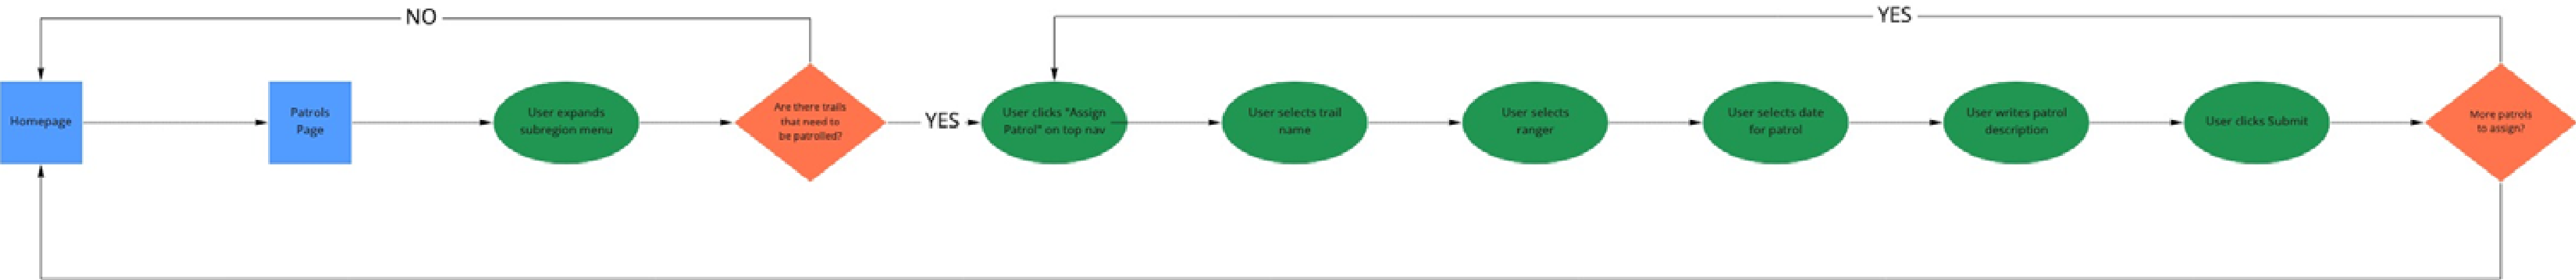 NO
YES
Homepage
Patrols
Page
User expands
subregion menu
Are there trails
that need to
be patrolled?
YES
User clicks "Assign
Patrol" on top nav
User selects trail
name
User selects
ranger
User selects date
for patrol
User writes patrol
description
User clicks Submit
More patrols
to assign?